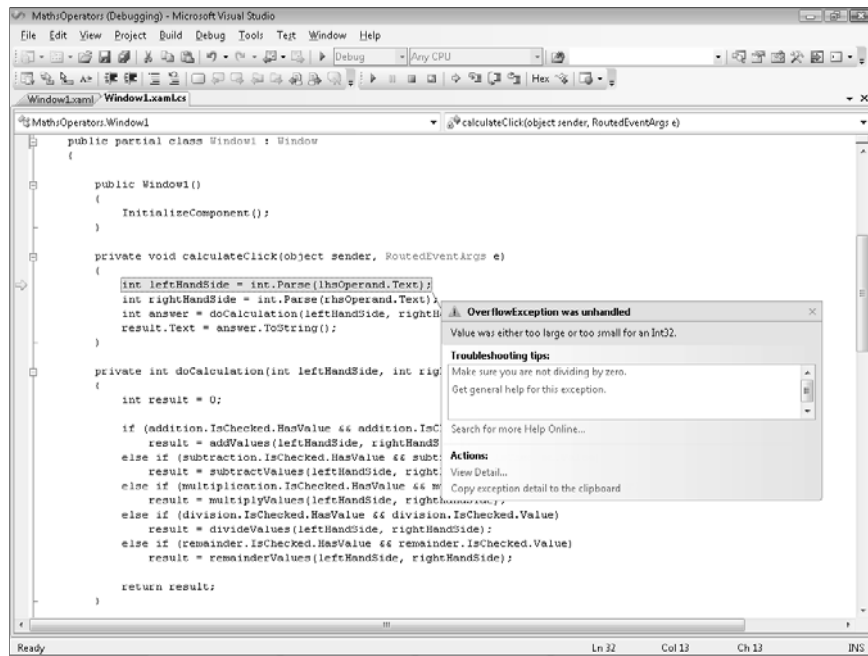 MathsOperators (Debugging) - Microsoft Visual Studio
File Edit View Project Build Debug Tools Test Window Help
Debug Any CPU
Hex
Window1.xaml Window1.xaml.cs
MathsOperators.Window1 calculateClick(object sender, RoutedEventArgs e)
public partial class Window1 : Window
{
public Window1()
{
InitializeComponent();
}
private void calculateClick(object sender, RoutedEventArgs e)
{
int leftHandSide = int.Parse(lhsOperand.Text);
int rightHandSide = int.Parse(rhsOperand.Text);
int answer = doCalculation(leftHandSide, rightH
result.Text = answer.ToString();
}
OverflowException was unhandled
Value was either too large or too small for an Int32.
Troubleshooting tips:
Make sure you are not dividing by zero.
Get general help for this exception.
Search for more Help Online...
Actions:
View Detail...
Copy exception detail to the clipboard
private int doCalculation(int leftHandSide, int rig
{
int result = 0;
if (addition.IsChecked.HasValue && addition.IsC
result = addValues(leftHandSide, rightHandS
else if (subtraction.IsChecked.HasValue && subt
result = subtractValues(leftHandSide, right
else if (multiplication.IsChecked.HasValue && m
result = multiplyValues(leftHandSide, rightHandSide);
else if (division.IsChecked.HasValue && division.IsChecked.Value)
result = divideValues(leftHandSide, rightHandSide);
else if (remainder.IsChecked.HasValue && remainder.IsChecked.Value)
result = remainderValues(leftHandSide, rightHandSide);
return result;
}
Ready Ln 32 Col 13 Ch 13 INS